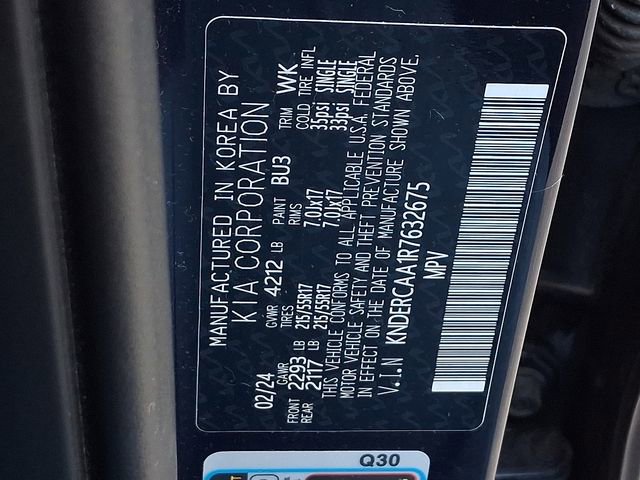 MANUFACTURED IN KOREA BY
KIA CORPORATION
02/24 GVWR 4212 LB PAINT BU3 TRIM WK
GAWR TIRES RIMS COLD TIRE INFL
FRONT 2293 LB 215/55R17 7.0Jx17 35psi SINGLE
REAR 2117 LB 215/55R17 7.0Jx17 33psi SINGLE
THIS VEHICLE CONFORMS TO ALL APPLICABLE U.S.A FEDERAL
MOTOR VEHICLE SAFETY AND THEFT PREVENTION STANDARDS
IN EFFECT ON THE DATE OF MANUFACTURE SHOWN ABOVE.
V.I.N KNDERCAA1R7632675
MPV
Q30